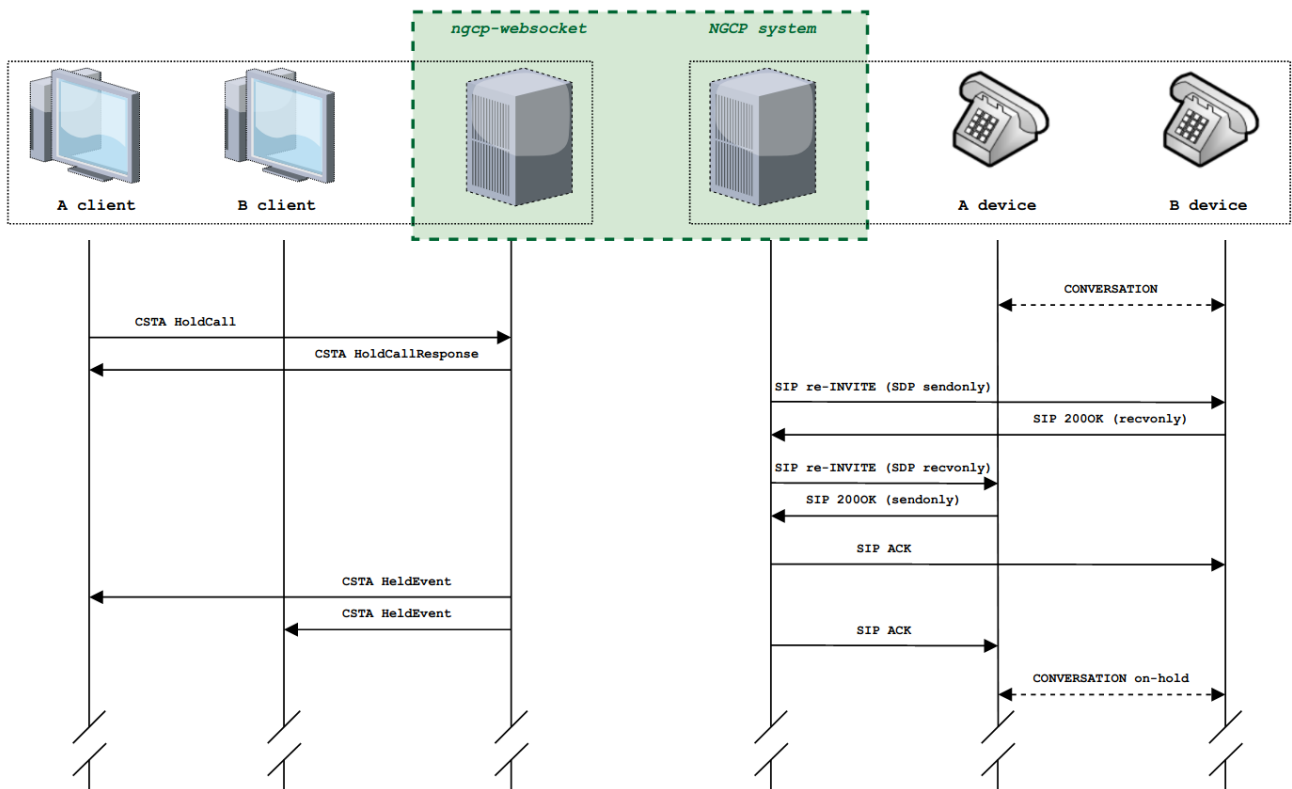 ngcp-websocket
NGCP system
A client
B client
A device
B device
CONVERSATION
CSTA HoldCall
CSTA HoldCallResponse
SIP re-INVITE (SDP sendonly)
SIP 200OK (recvonly)
SIP re-INVITE (SDP recvonly)
SIP 200OK (sendonly)
SIP ACK
CSTA HeldEvent
CSTA HeldEvent
SIP ACK
CONVERSATION on-hold